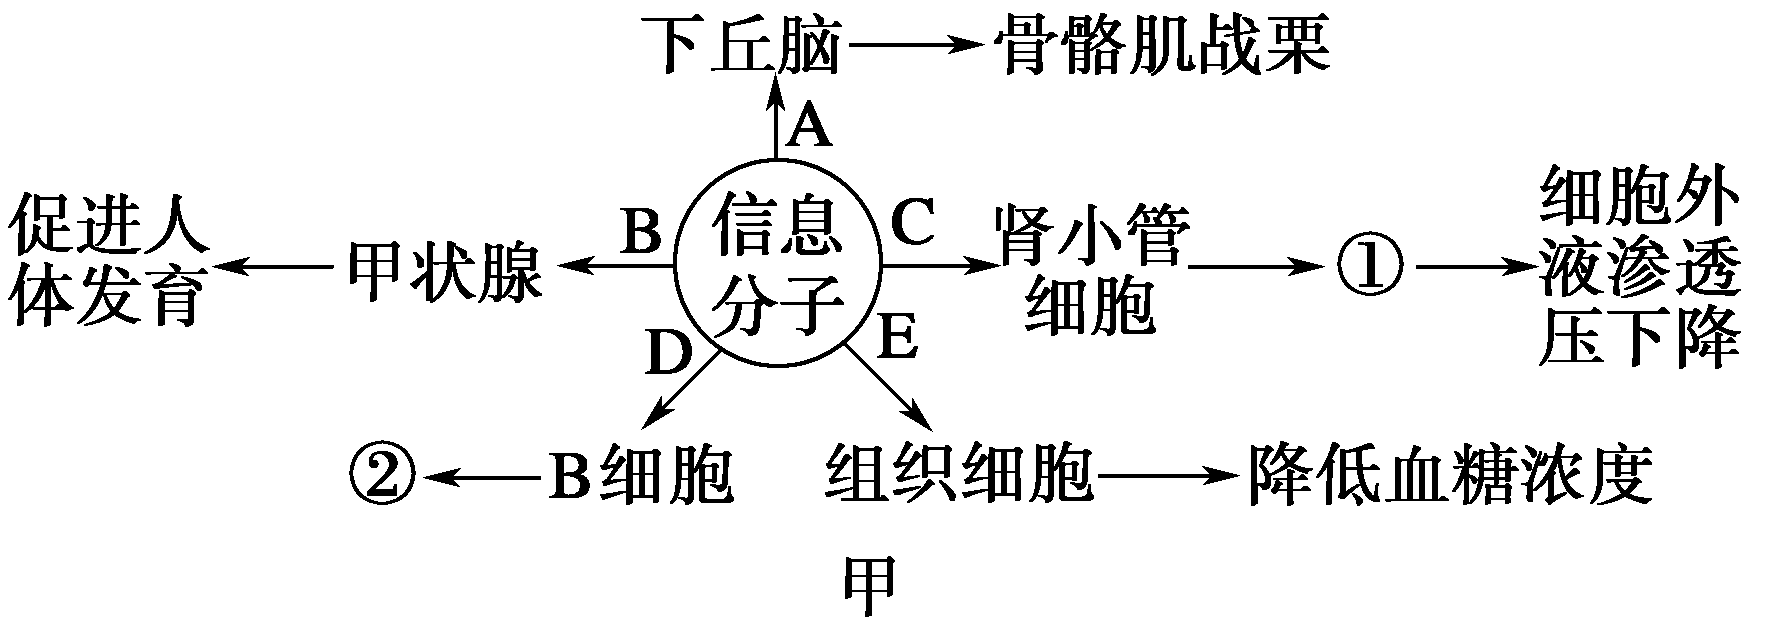 下丘脑
骨骼肌战栗
A
促进人
体发育
甲状腺
B
信息
分子
C
肾小管
细胞
①
细胞外
液渗透
压下降
D
E
②
B细胞
组织细胞
降低血糖浓度
甲